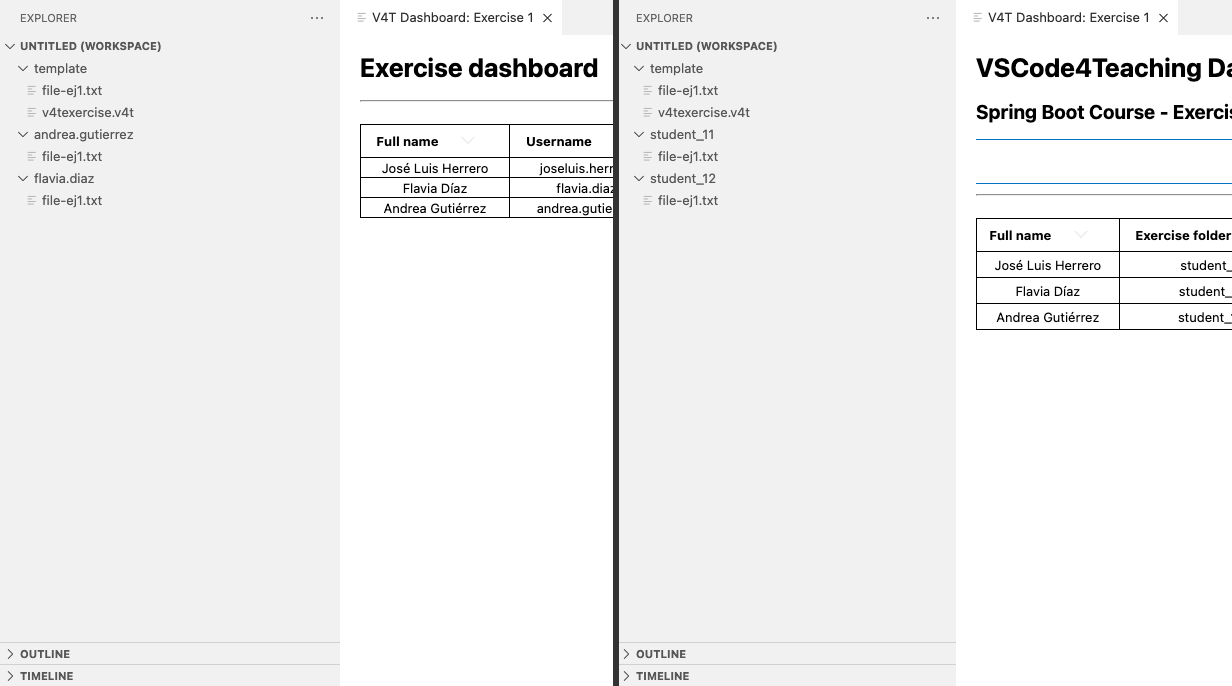 EXPLORER
UNTITLED (WORKSPACE)
template
file-ej1.txt
v4texercise.v4t
andrea.gutierrez
file-ej1.txt
flavia.diaz
file-ej1.txt
OUTLINE
TIMELINE
V4T Dashboard: Exercise 1
Exercise dashboard
Full name Username
José Luis Herrero joseluis.herr
Flavia Díaz flavia.diaz
Andrea Gutiérrez andrea.gutie
EXPLORER
UNTITLED (WORKSPACE)
template
file-ej1.txt
v4texercise.v4t
student_11
file-ej1.txt
student_12
file-ej1.txt
OUTLINE
TIMELINE
V4T Dashboard: Exercise 1
VSCode4Teaching Da
Spring Boot Course - Exercis
Full name Exercise folder
José Luis Herrero student_
Flavia Díaz student_
Andrea Gutiérrez student_